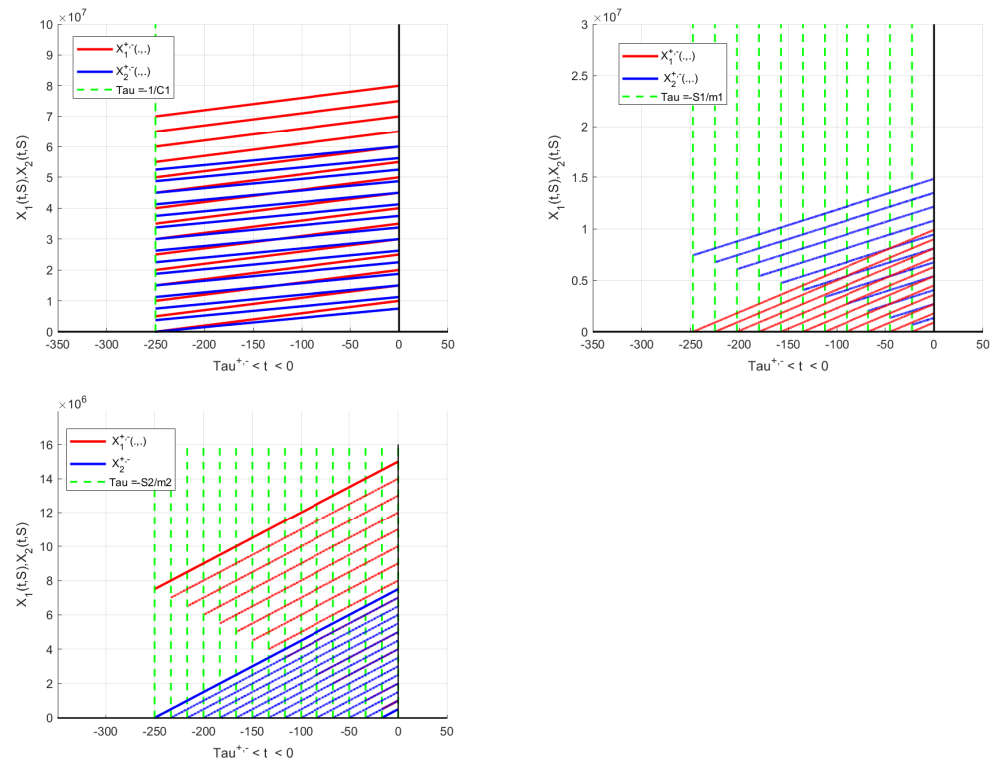 ×10^7
10
9
8
7
6
5
4
3
2
1
0
X_1(t,S),X_2(t,S)
X_1^{+,-}(.,.)
X_2^{+,-}(.,.)
Tau =-1/C1
-350 -300 -250 -200 -150 -100 -50 0 50
Tau^{+,-} < t < 0
×10^7
3
2.5
2
1.5
1
0.5
0
X_1(t,S),X_2(t,S)
X_1^{+,-}(.,.)
X_2^{+,-}(.,.)
Tau =-S1/m1
-350 -300 -250 -200 -150 -100 -50 0 50
Tau^{+,-} < t < 0
×10^6
16
14
12
10
8
6
4
2
0
X_1(t,S),X_2(t,S)
X_1^{+,-}(.,.)
X_2^{+,-}
Tau =-S2/m2
-300 -250 -200 -150 -100 -50 0 50
Tau^{+,-} < t < 0